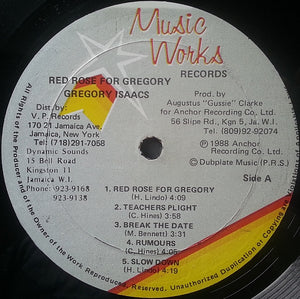 Music
Works
RECORDS
RED ROSE FOR GREGORY
GREGORY ISAACS
Dist by:
V. P. Records
170 21 Jamaica Ave.
Jamaica, New York
Tel: (718)291-7058
Dynamic Sounds
15 Bell Road
Kingston 11
Jamaica W.I.
Phone: 923-9168
923-9138
Prod. by
Augustus "Gussie" Clarke
for Anchor Recording Co. Ltd.
56 Slipe Rd., Kgn 5, Ja. W.I.
Tel. (809)92-92074
℗ 1988 Anchor
Recording Co. Ltd.
© Dubplate Music (P.R.S.)
Side A
1. RED ROSE FOR GREGORY
(H. Lindo) 4:09
2. TEACHERS PLIGHT
(C. Hines) 3:58
3. BREAK THE DATE
(M. Bennett) 3:31
4. RUMOURS
(C. Hines)
5. SLOW DOWN
(H. Lindo) 4:19
All Rights of the Producer and of the Owner of the Work Reproduced Reserved. Unauthorized Duplication or Copying